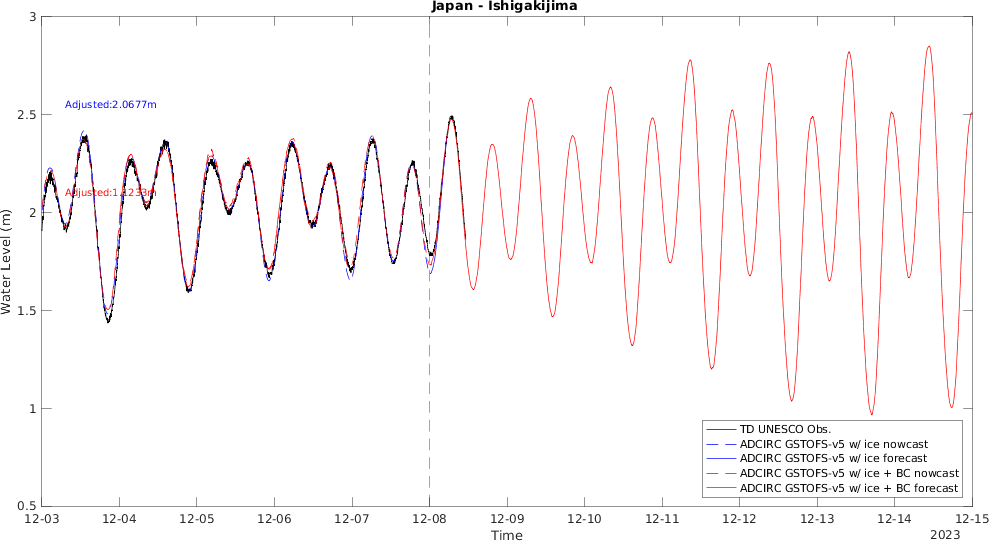 Japan - Ishigakijima
3
2.5
2
1.5
1
0.5
Water Level (m)
Adjusted:2.0677m
Adjusted:1.1233m
TD UNESCO Obs.
ADCIRC GSTOFS-v5 w/ ice nowcast
ADCIRC GSTOFS-v5 w/ ice forecast
ADCIRC GSTOFS-v5 w/ ice + BC nowcast
ADCIRC GSTOFS-v5 w/ ice + BC forecast
12-03 12-04 12-05 12-06 12-07 12-08 12-09 12-10 12-11 12-12 12-13 12-14 12-15
Time
2023